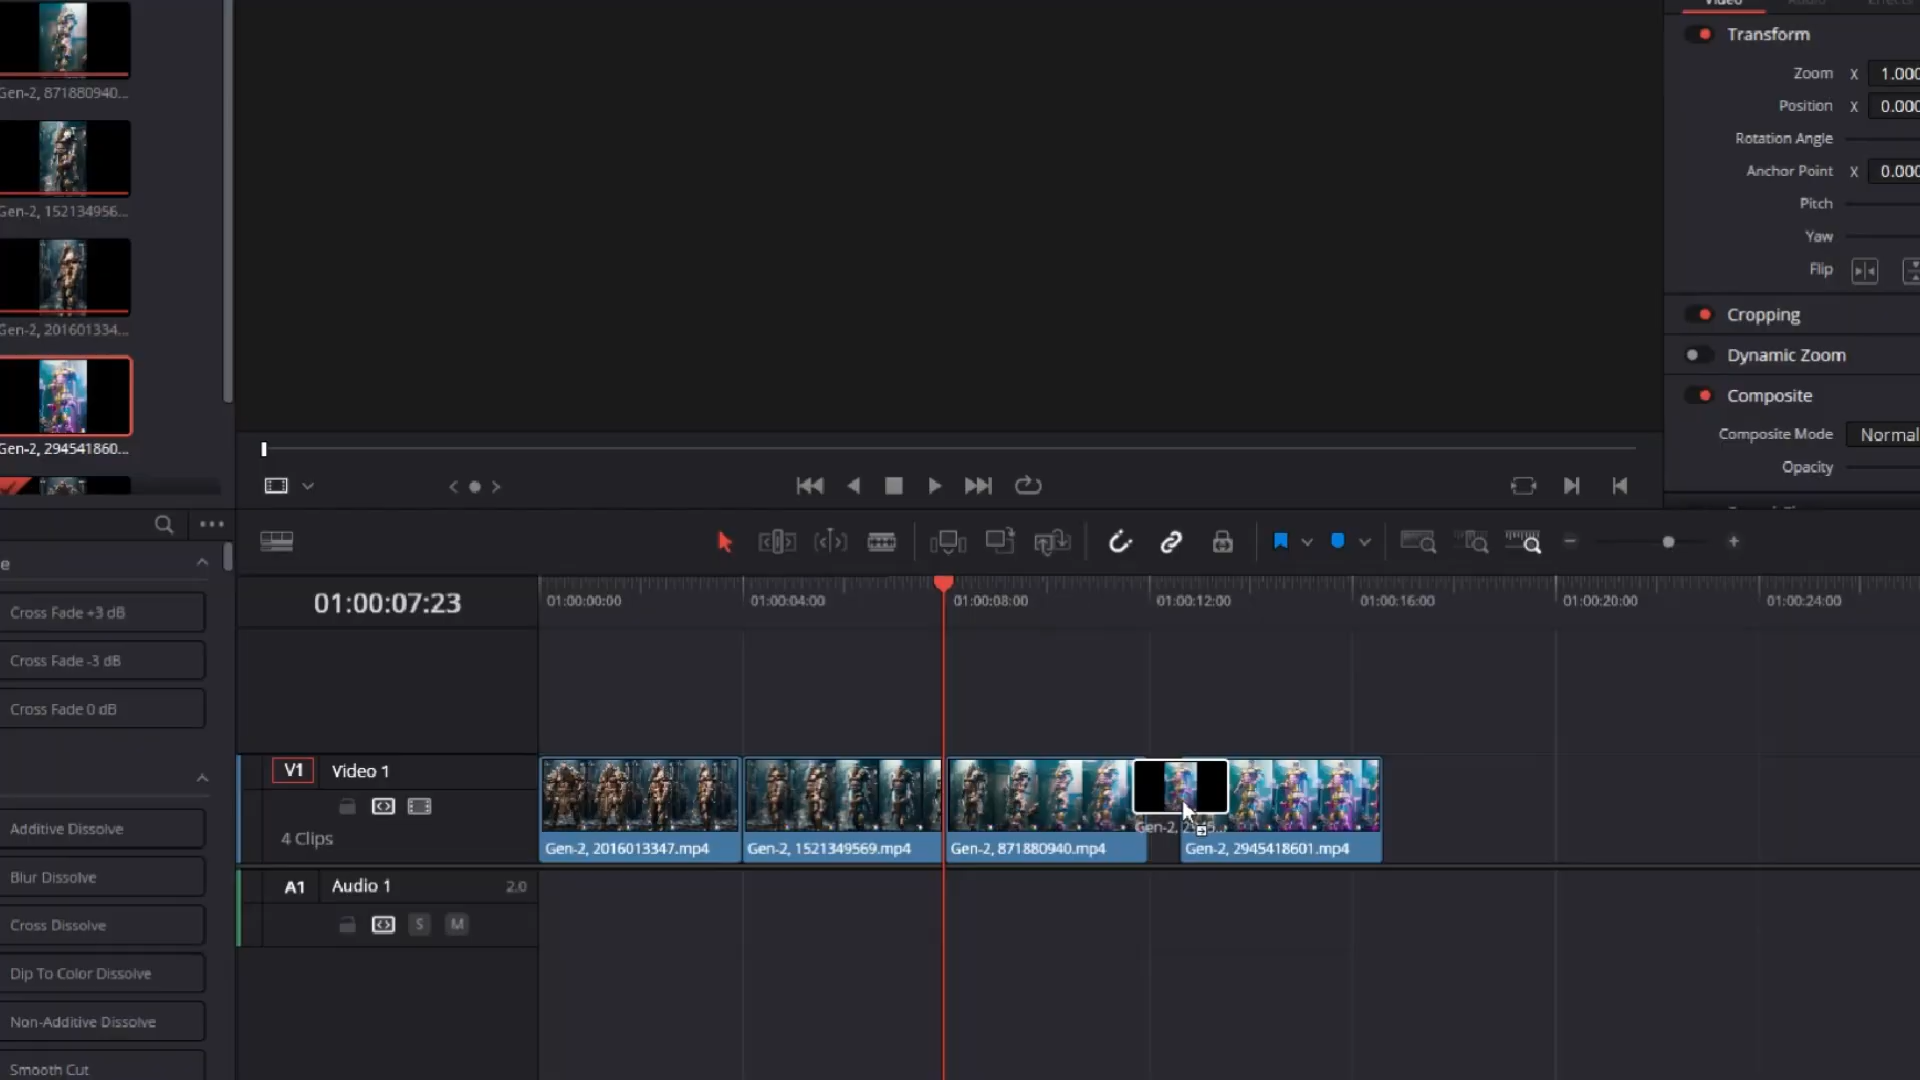 Gen-2, 871880940...
Gen-2, 152134956...
Gen-2, 201601334...
Gen-2, 294541860...
Video
Audio
Effects
Transform
Zoom X 1.000
Position X 0.000
Rotation Angle
Anchor Point X 0.000
Pitch
Yaw
Flip
Cropping
Dynamic Zoom
Composite
Composite Mode Normal
Opacity
e
Cross Fade +3 dB
Cross Fade -3 dB
Cross Fade 0 dB
Additive Dissolve
Blur Dissolve
Cross Dissolve
Dip To Color Dissolve
Non-Additive Dissolve
Smooth Cut
01:00:07:23
01:00:00:00
01:00:04:00
01:00:08:00
01:00:12:00
01:00:16:00
01:00:20:00
01:00:24:00
V1 Video 1
4 Clips
Gen-2, 2016013347.mp4
Gen-2, 1521349569.mp4
Gen-2, 871880940.mp4
Gen-2,
Gen-2, 2945418601.mp4
A1 Audio 1 2.0
S M